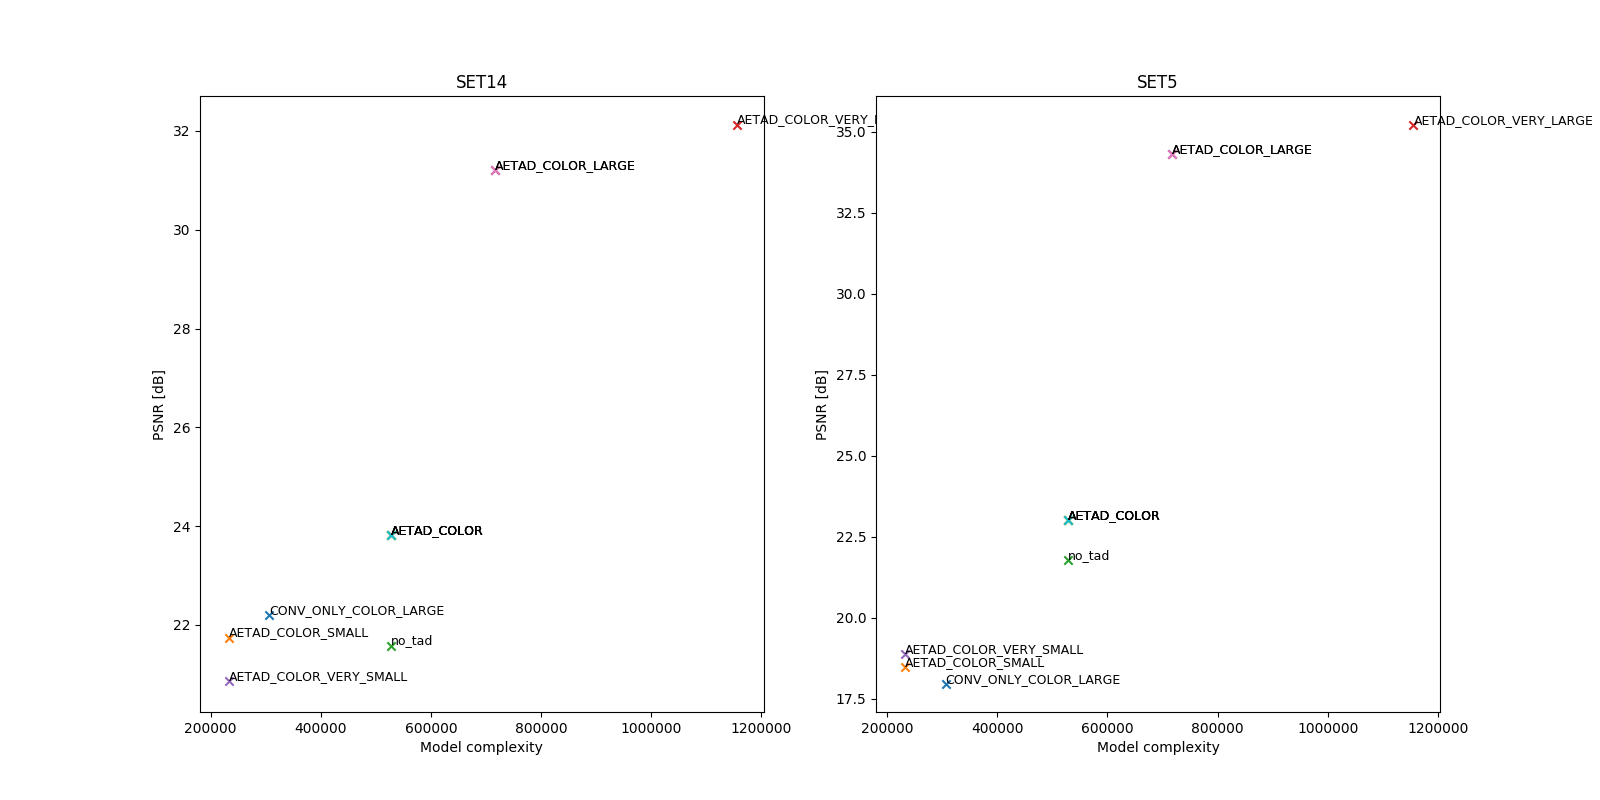 SET14
32
30
28
26
24
22
PSNR [dB]
AETAD_COLOR_VERY_L
AETAD_COLOR_LARGE
AETAD_COLOR
CONV_ONLY_COLOR_LARGE
AETAD_COLOR_SMALL
no_tad
AETAD_COLOR_VERY_SMALL
200000 400000 600000 800000 1000000 1200000
Model complexity
SET5
35.0
32.5
30.0
27.5
25.0
22.5
20.0
17.5
PSNR [dB]
AETAD_COLOR_VERY_LARGE
AETAD_COLOR_LARGE
AETAD_COLOR
no_tad
AETAD_COLOR_VERY_SMALL
AETAD_COLOR_SMALL
CONV_ONLY_COLOR_LARGE
200000 400000 600000 800000 1000000 1200000
Model complexity